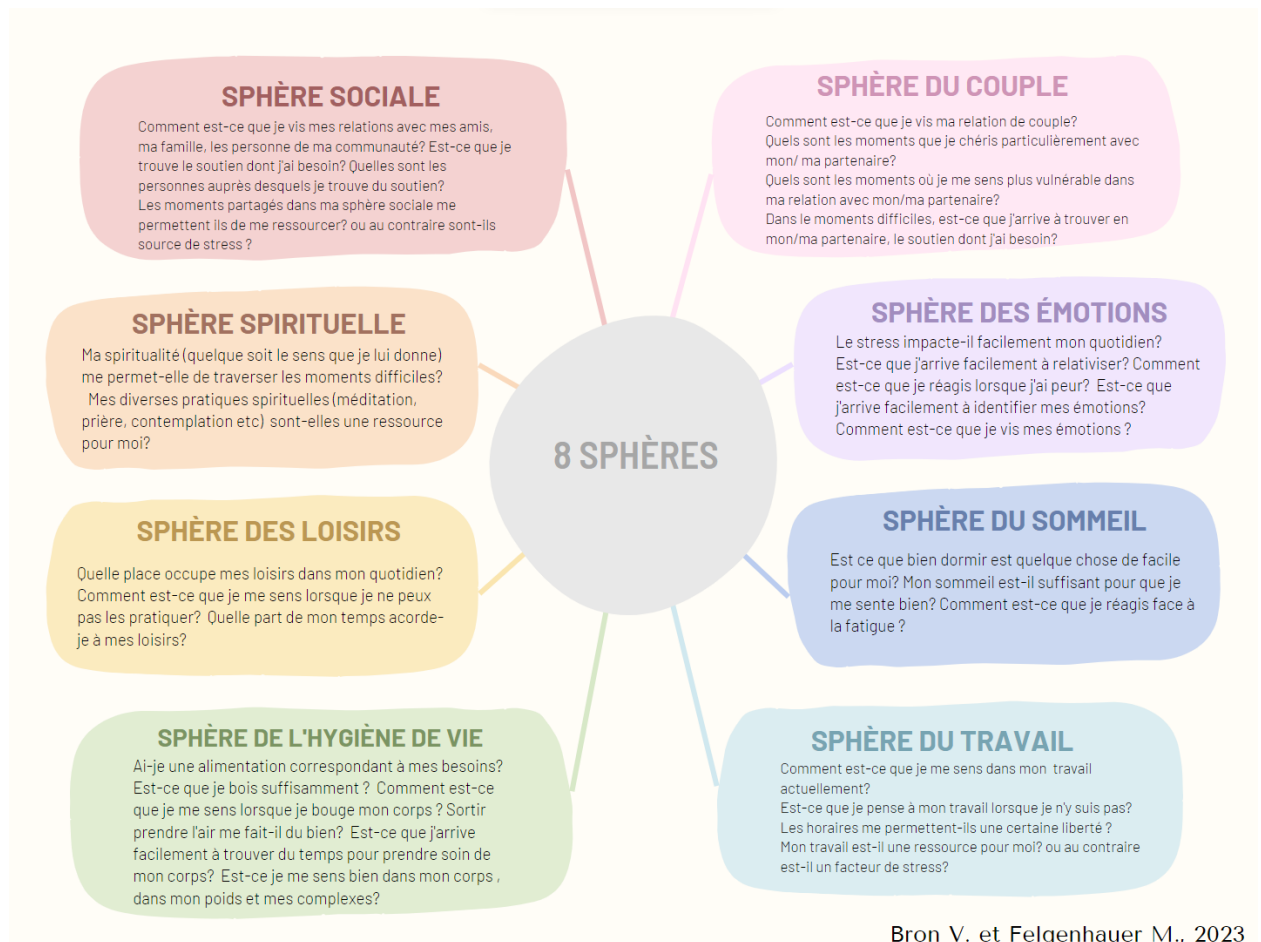 SPHÈRE SOCIALE
Comment est-ce que je vis mes relations avec mes amis,
ma famille, les personne de ma communauté? Est-ce que je
trouve le soutien dont j'ai besoin? Quelles sont les
personnes auprès desquels je trouve du soutien?
Les moments partagés dans ma sphère sociale me
permettent ils de me ressourcer? ou au contraire sont-ils
source de stress ?
SPHÈRE DU COUPLE
Comment est-ce que je vis ma relation de couple?
Quels sont les moments que je chéris particulièrement avec
mon/ ma partenaire?
Quels sont les moments où je me sens plus vulnérable dans
ma relation avec mon/ma partenaire?
Dans le moments difficiles, est-ce que j'arrive à trouver en
mon/ma partenaire, le soutien dont j'ai besoin?
SPHÈRE SPIRITUELLE
Ma spiritualité (quelque soit le sens que je lui donne)
me permet-elle de traverser les moments difficiles?
Mes diverses pratiques spirituelles (méditation,
prière, contemplation etc) sont-elles une ressource
pour moi?
SPHÈRE DES ÉMOTIONS
Le stress impacte-il facilement mon quotidien?
Est-ce que j'arrive facilement à relativiser? Comment
est-ce que je réagis lorsque j'ai peur? Est-ce que
j'arrive facilement à identifier mes émotions?
Comment est-ce que je vis mes émotions ?
8 SPHÈRES
SPHÈRE DES LOISIRS
Quelle place occupe mes loisirs dans mon quotidien?
Comment est-ce que je me sens lorsque je ne peux
pas les pratiquer? Quelle part de mon temps acorde-
je à mes loisirs?
SPHÈRE DU SOMMEIL
Est ce que bien dormir est quelque chose de facile
pour moi? Mon sommeil est-il suffisant pour que je
me sente bien? Comment est-ce que je réagis face à
la fatigue ?
SPHÈRE DE L'HYGIÈNE DE VIE
Ai-je une alimentation correspondant à mes besoins?
Est-ce que je bois suffisamment ? Comment est-ce
que je me sens lorsque je bouge mon corps ? Sortir
prendre l'air me fait-il du bien? Est-ce que j'arrive
facilement à trouver du temps pour prendre soin de
mon corps? Est-ce je me sens bien dans mon corps ,
dans mon poids et mes complexes?
SPHÈRE DU TRAVAIL
Comment est-ce que je me sens dans mon travail
actuellement?
Est-ce que je pense à mon travail lorsque je n'y suis pas?
Les horaires me permettent-ils une certaine liberté ?
Mon travail est-il une ressource pour moi? ou au contraire
est-il un facteur de stress?
Bron V. et Felgenhauer M., 2023